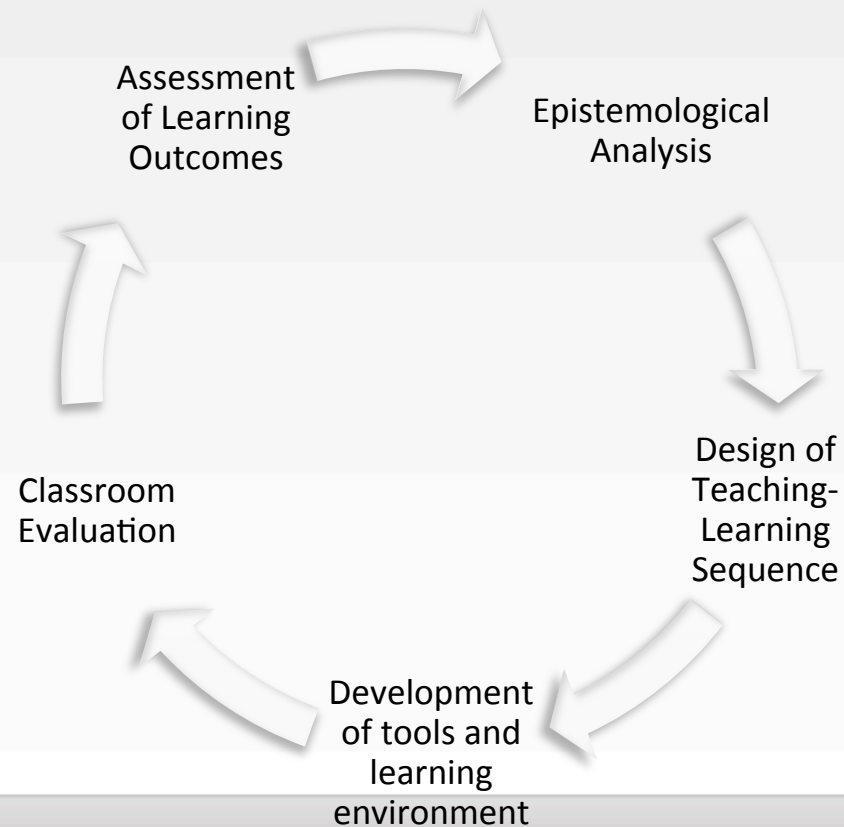 Assessment
of Learning
Outcomes
Epistemological
Analysis
Design of
Teaching-
Learning
Sequence
Development
of tools and
learning
environment
Classroom
Evaluation